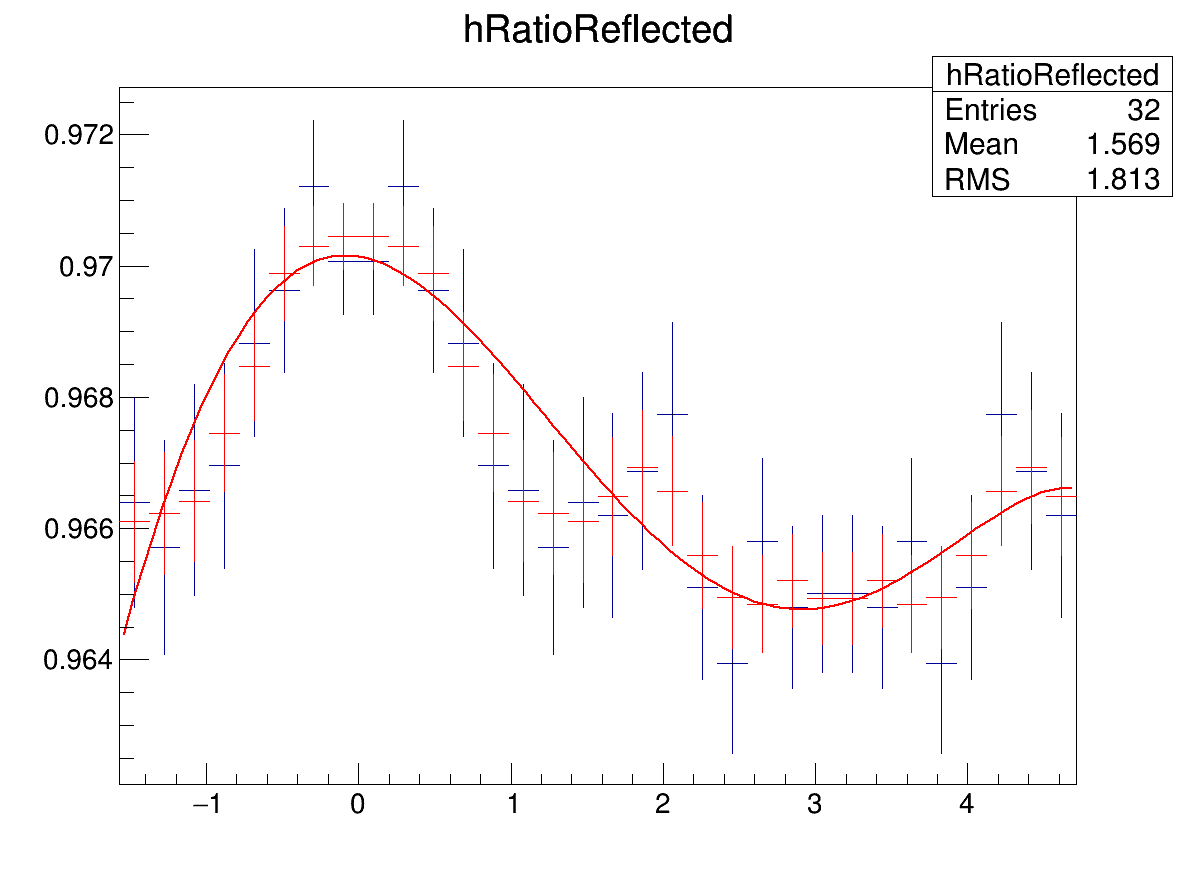 hRatioReflected
hRatioReflected
Entries 32
Mean 1.569
RMS 1.813
0.972
0.97
0.968
0.966
0.964
−1 0 1 2 3 4